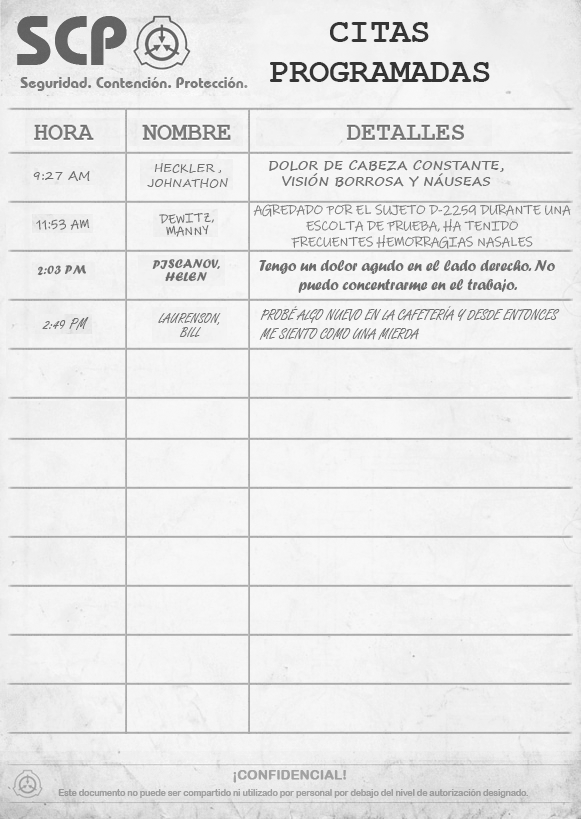 SCP
Seguridad. Contención. Protección.
CITAS
PROGRAMADAS
HORA NOMBRE DETALLES
9:27 AM
HECKLER ,
JOHNATHON
DOLOR DE CABEZA CONSTANTE,
VISIÓN BORROSA Y NÁUSEAS
11:53 AM
DEWITZ,
MANNY
AGREDADO POR EL SUJETO D-2259 DURANTE UNA
ESCOLTA DE PRUEBA, HA TENIDO
FRECUENTES HEMORRAGIAS NASALES
2:03 PM
PISCANOV,
HELEN
Tengo un dolor agudo en el lado derecho. No
puedo concentrarme en el trabajo.
2:49 PM
LAURENSON,
BILL
PROBÉ ALGO NUEVO EN LA CAFETERÍA Y DESDE ENTONCES
ME SIENTO COMO UNA MIERDA
¡CONFIDENCIAL!
Este documento no puede ser compartido ni utilizado por personal por debajo del nivel de autorización designado.